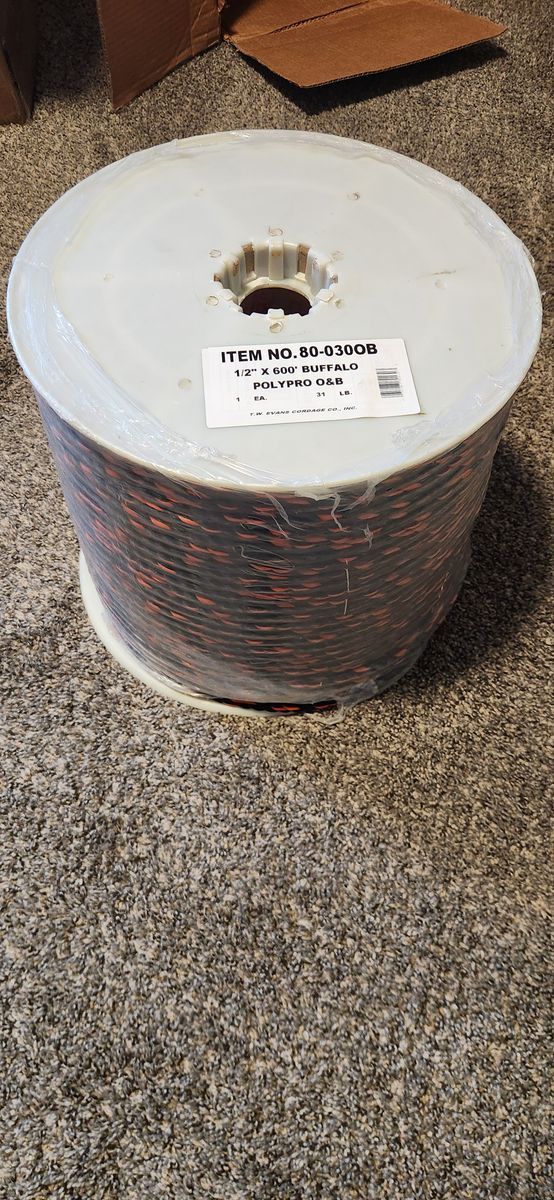 ITEM NO. 80-030OB
1/2" X 600' BUFFALO
POLYPRO O&B
1 EA. 31 LB.
T.W. EVANS CORDAGE CO., INC.